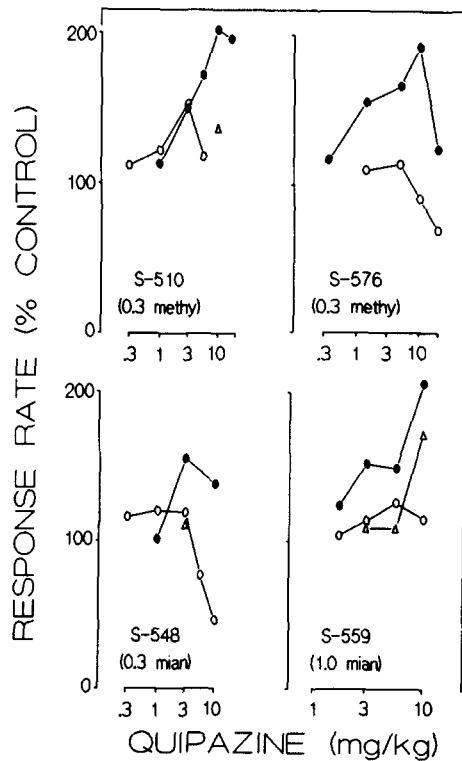 RESPONSE RATE (% CONTROL)
200
100
0
S-510
(0.3 methy)
S-576
(0.3 methy)
.3 1 3 10
.3 1 3 10
200
100
0
S-548
(0.3 mian)
S-559
(1.0 mian)
.3 1 3 10
1 3 10
QUIPAZINE (mg/kg)